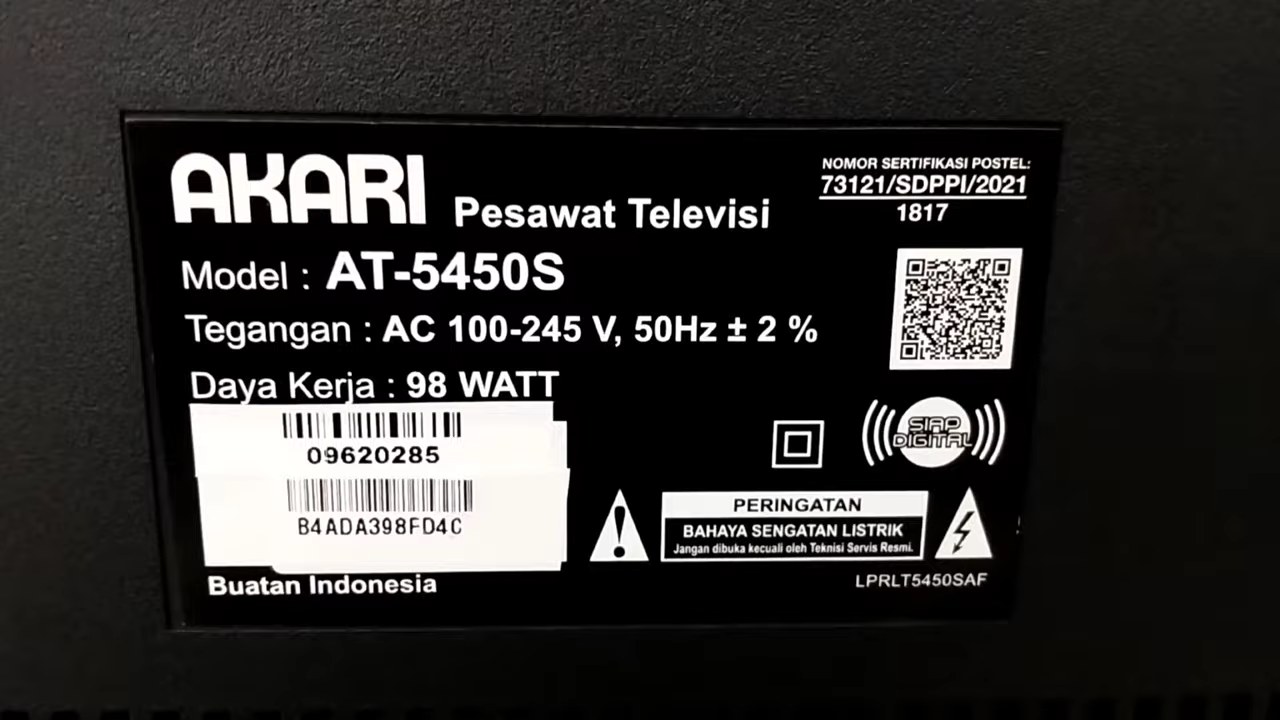 AKARI Pesawat Televisi
NOMOR SERTIFIKASI POSTEL:
73121/SDPPI/2021
1817
Model : AT-5450S
Tegangan : AC 100-245 V, 50Hz ± 2 %
Daya Kerja : 98 WATT
09620285
B4ADA398FD4C
SIAP
DIGITAL
PERINGATAN
BAHAYA SENGATAN LISTRIK
Jangan dibuka kecuali oleh Teknisi Servis Resmi.
Buatan Indonesia
LPRLT5450SAF